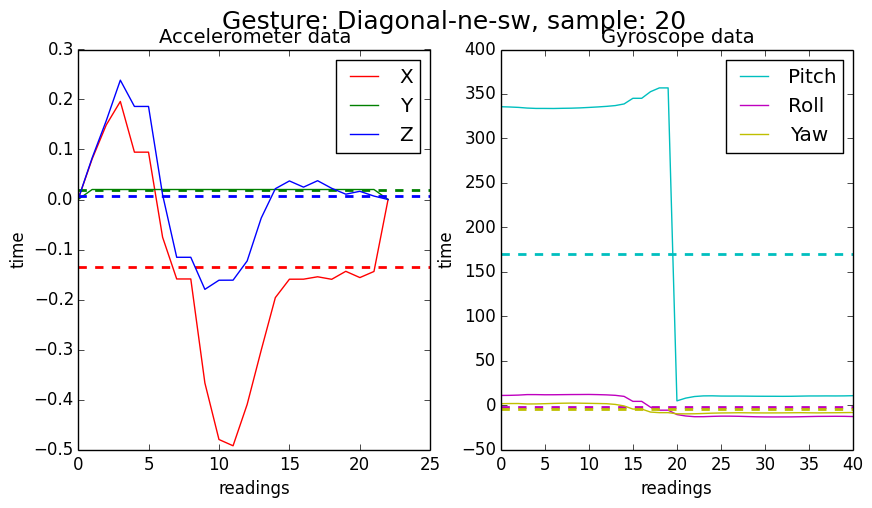 Gesture: Diagonal-ne-sw, sample: 20
Accelerometer data
0.3
0.2
0.1
0.0
−0.1
−0.2
−0.3
−0.4
−0.5
time
0
5
10
15
20
25
readings
X
Y
Z
Gyroscope data
400
350
300
250
200
150
100
50
0
−50
time
0
5
10
15
20
25
30
35
40
readings
Pitch
Roll
Yaw